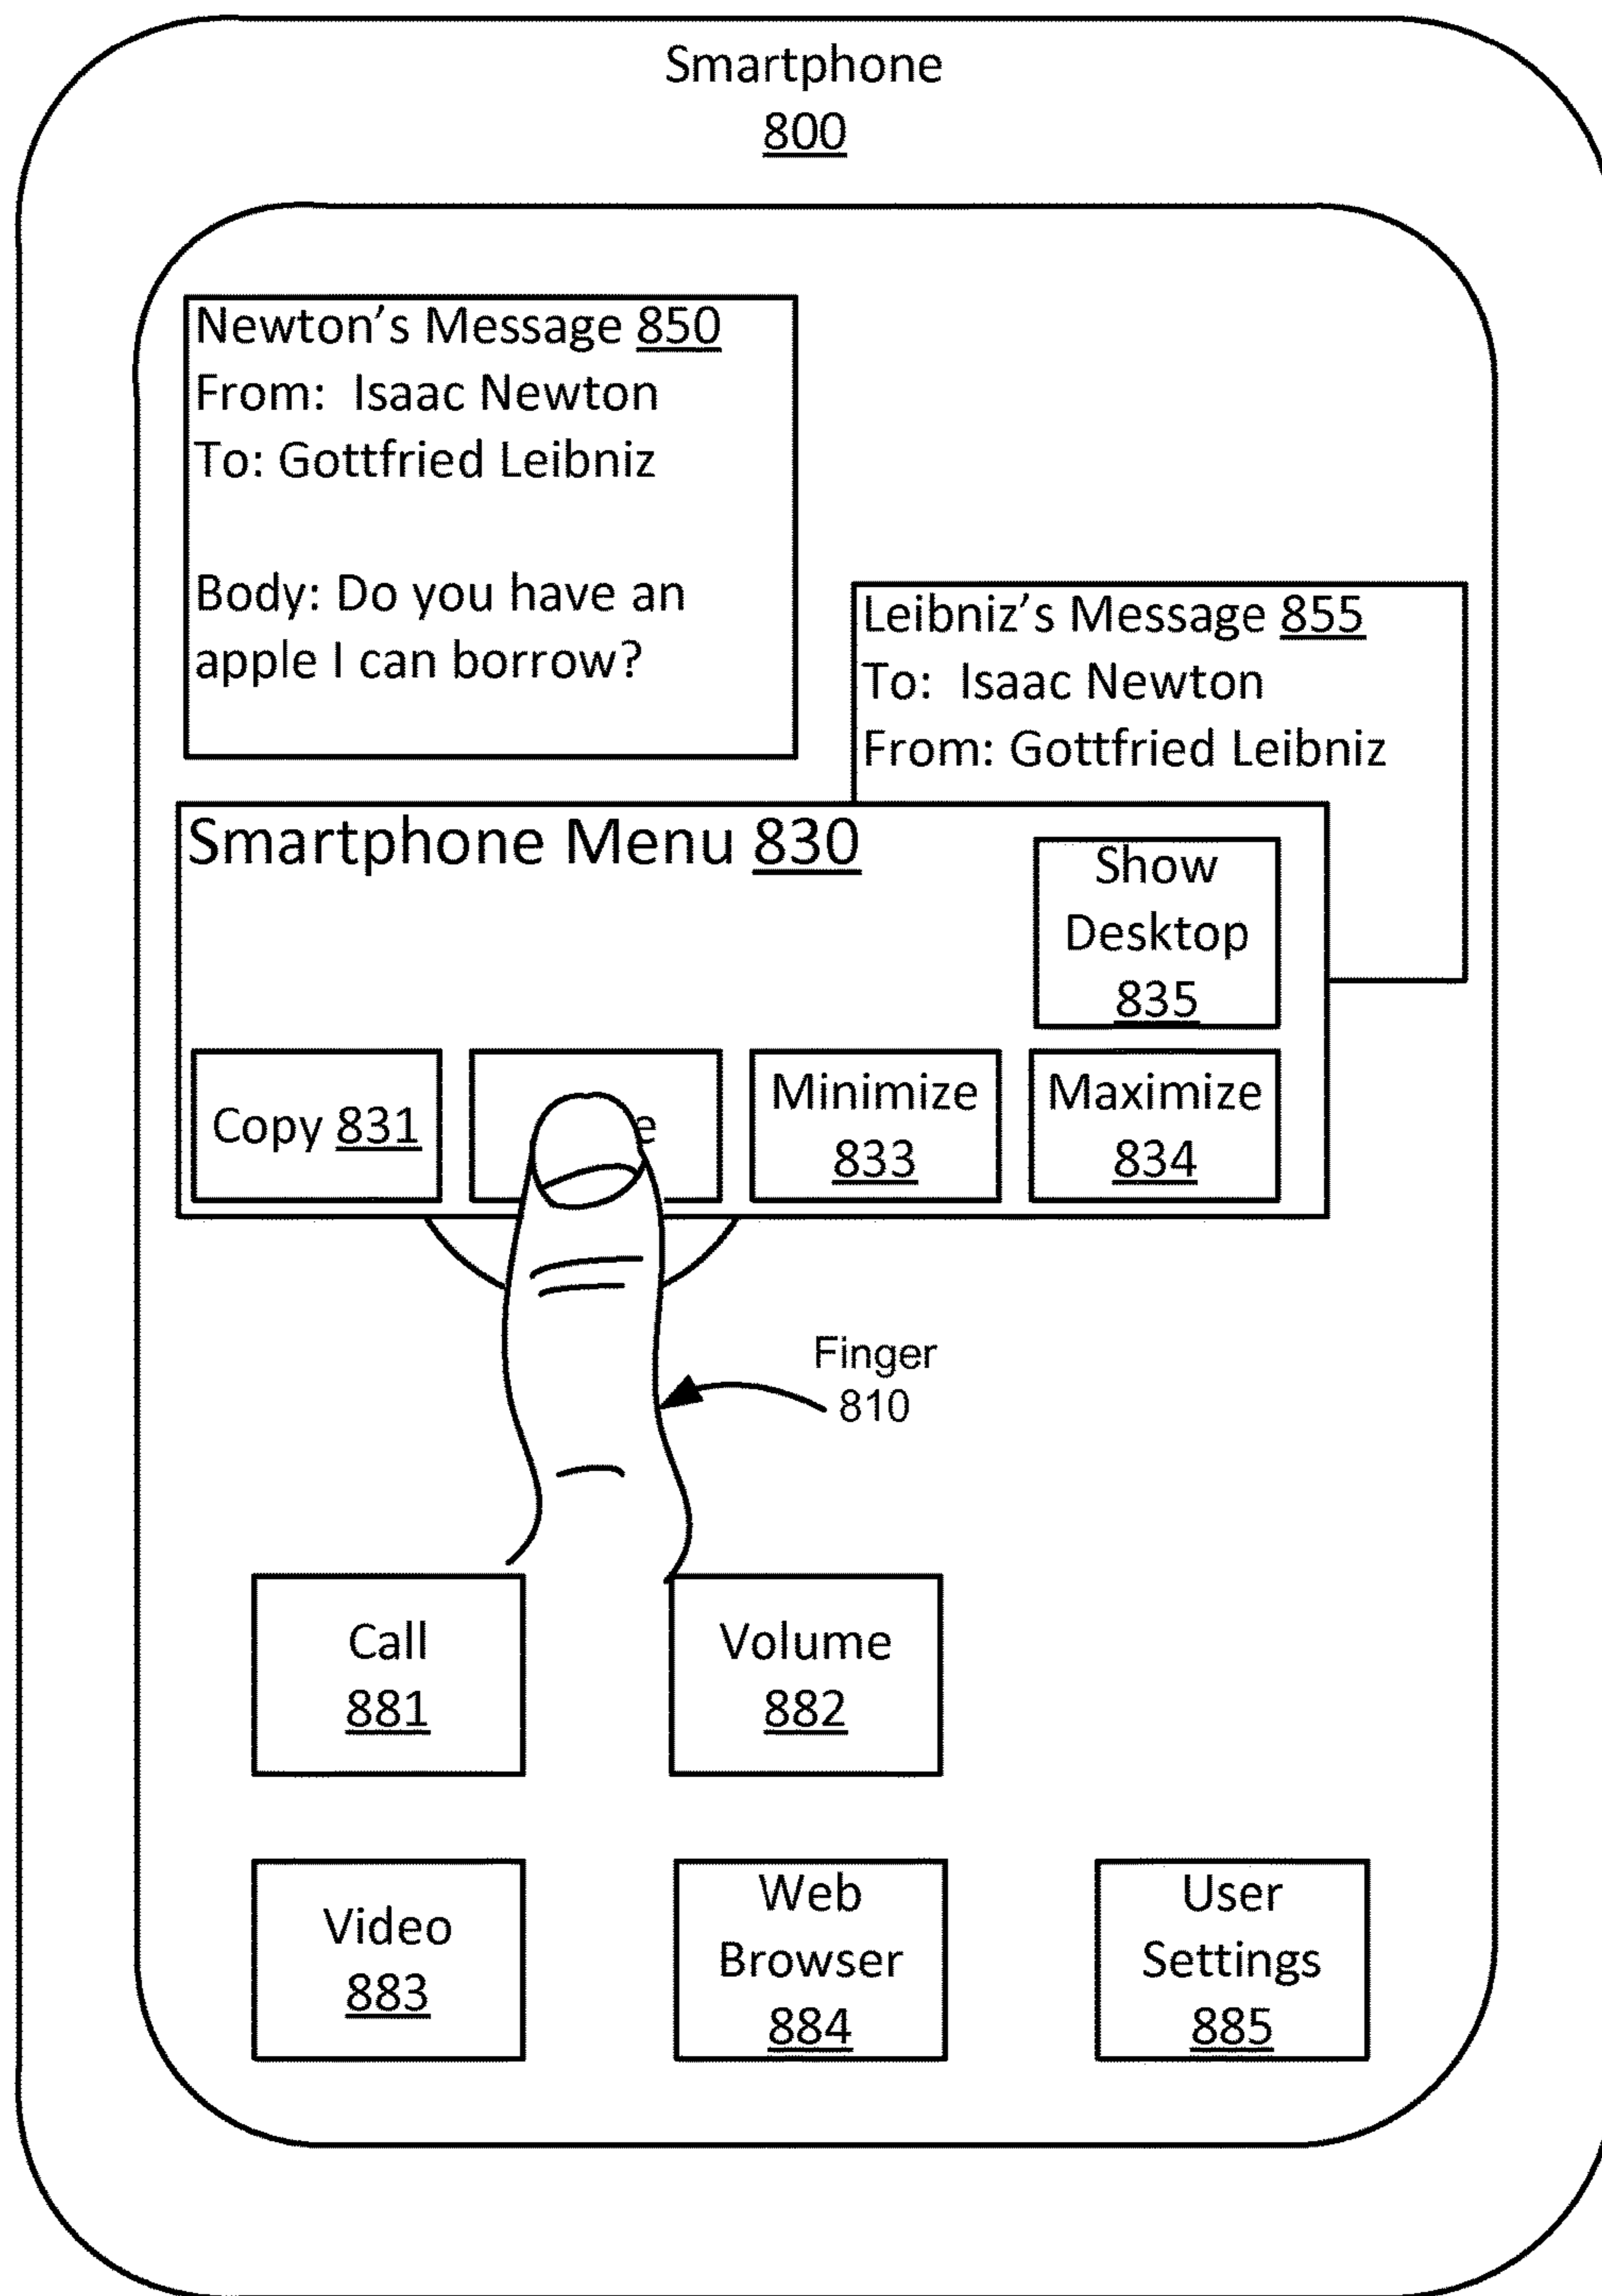 Smartphone
800
Newton's Message 850
From: Isaac Newton
To: Gottfried Leibniz
Body: Do you have an
apple I can borrow?
Leibniz's Message 855
To: Isaac Newton
From: Gottfried Leibniz
Smartphone Menu 830
Show
Desktop
835
Copy 831
Minimize
833
Maximize
834
Finger
810
Call
881
Volume
882
Video
883
Web
Browser
884
User
Settings
885